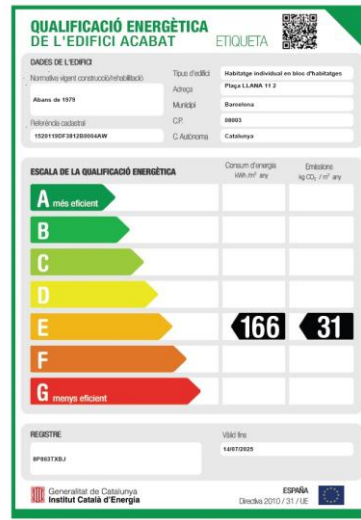 QUALIFICACIÓ ENERGÈTICA
DE L'EDIFICI ACABAT ETIQUETA
DADES DE L'EDIFICI
Normativa vigent construcció/rehabilitació
Abans de 1979
Referència cadastral
1520119DF3812B0004AW
Tipus d'edifici Habitatge individual en bloc d'habitatges
Adreça Plaça LLANA 11 2
Municipi Barcelona
C.P. 08003
C. Autònoma Catalunya
ESCALA DE LA QUALIFICACIÓ ENERGÈTICA
Consum d'energia
kWh/m² any
Emissions
kg CO₂ / m² any
A més eficient
B
C
D
E 166 31
F
G menys eficient
REGISTRE
8P903TXBJ
Vàlid fins
14/07/2025
Generalitat de Catalunya
Institut Català d'Energia
ESPAÑA
Directiva 2010 / 31 / UE